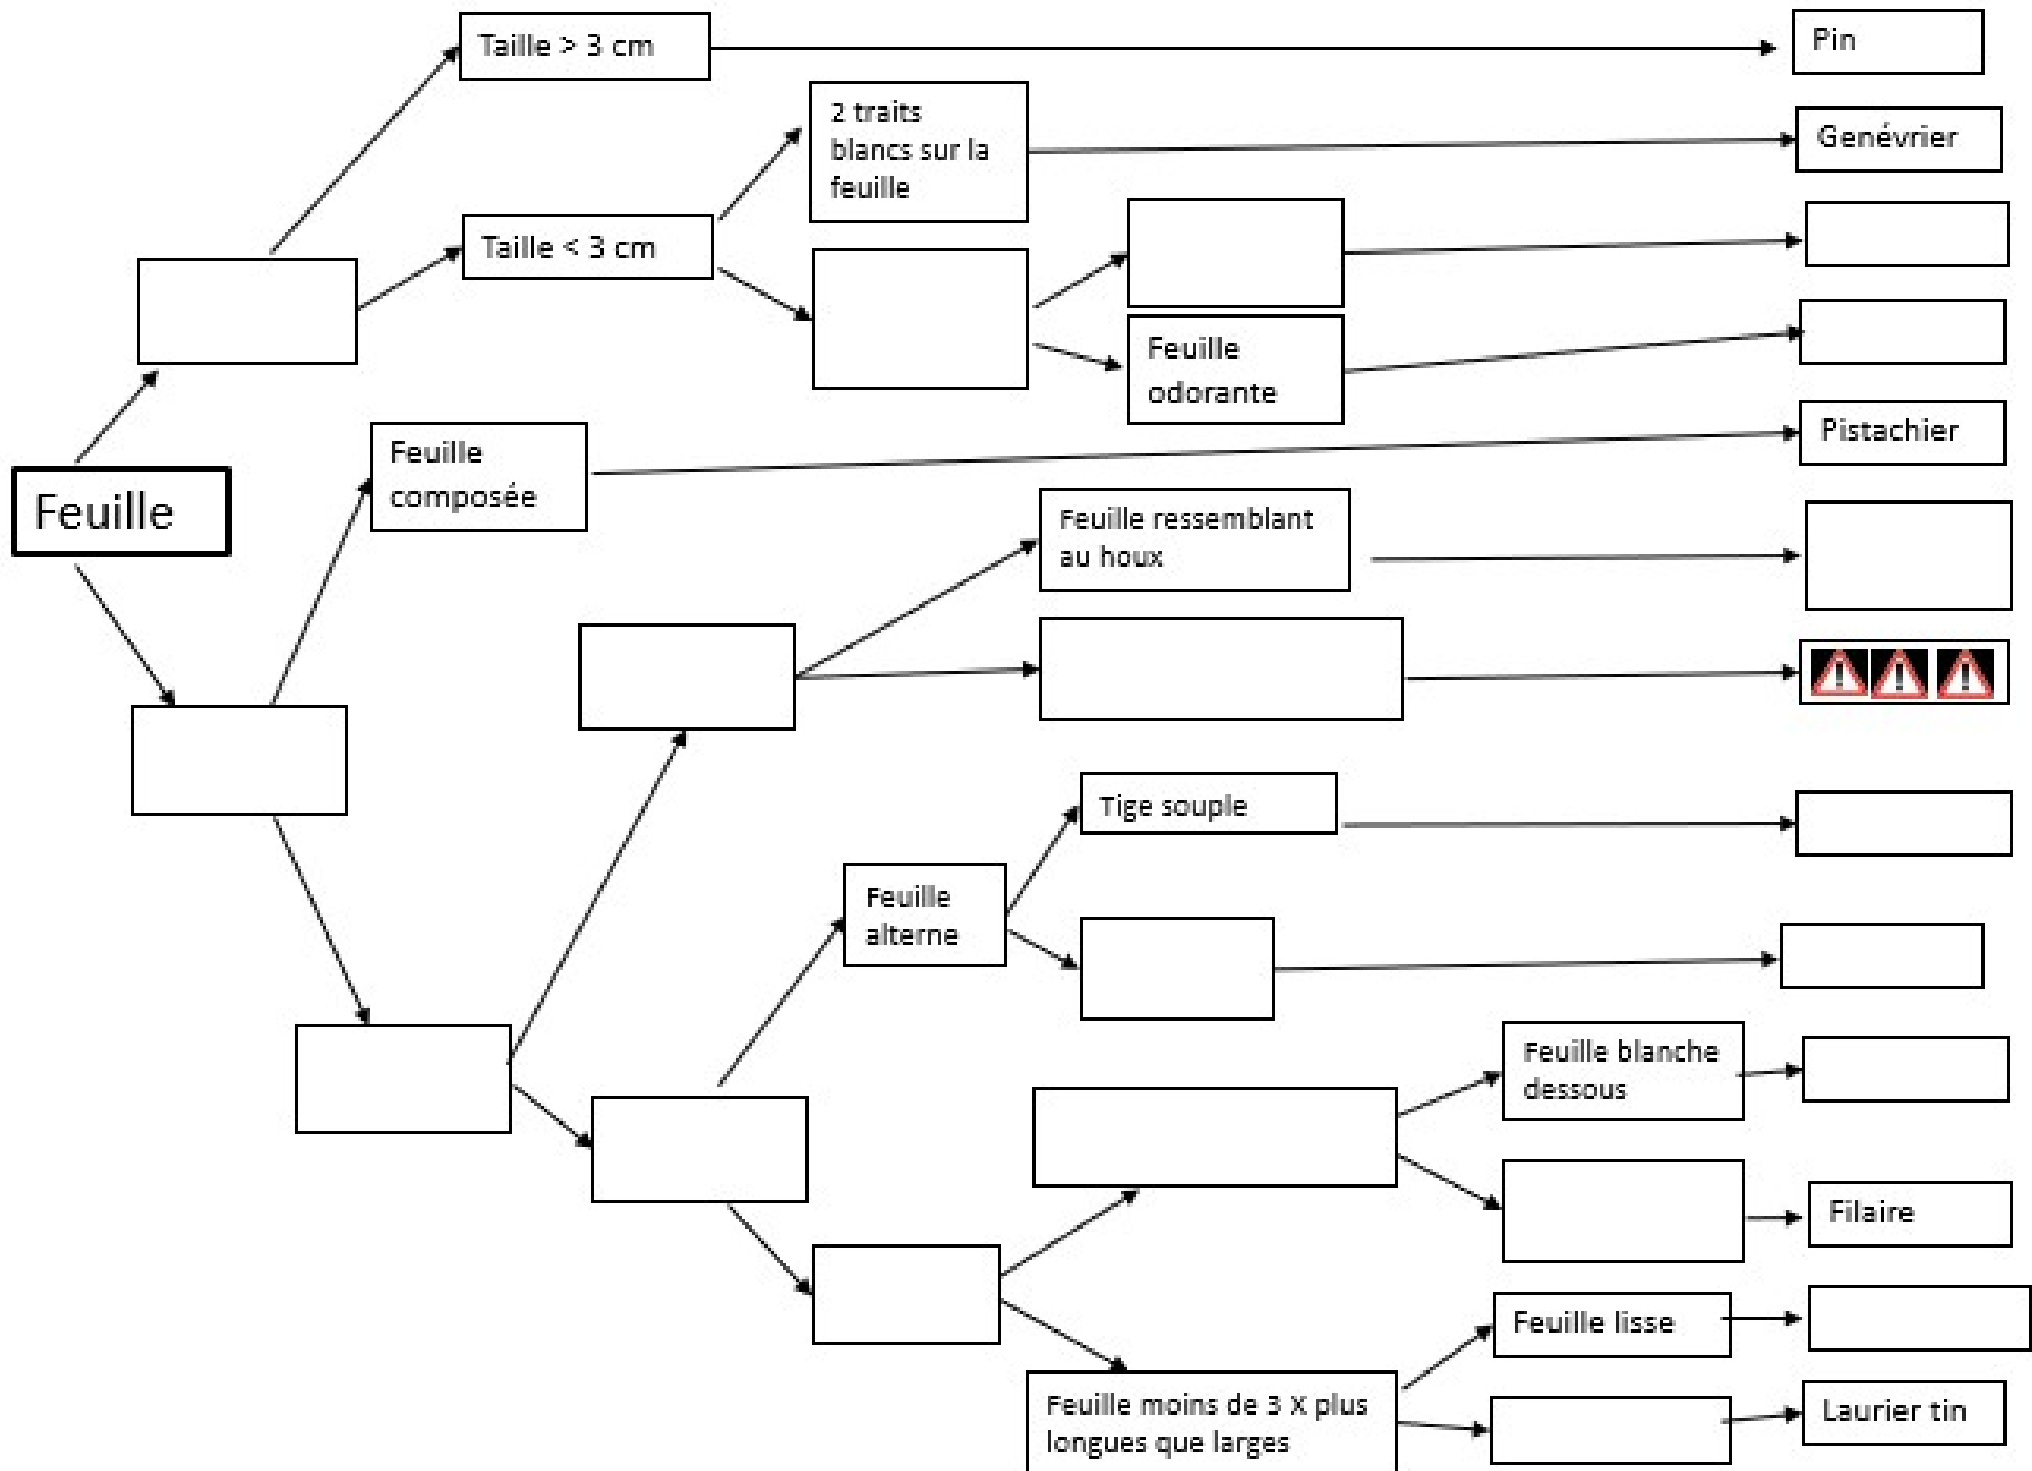 Taille > 3 cm
Pin
2 traits
blancs sur la
feuille
Genévrier
Taille < 3 cm
Feuille
odorante
Feuille
composée
Pistachier
Feuille
Feuille ressemblant
au houx
Tige souple
Feuille
alterne
Feuille blanche
dessous
Filaire
Feuille lisse
Feuille moins de 3 X plus
longues que larges
Laurier tin